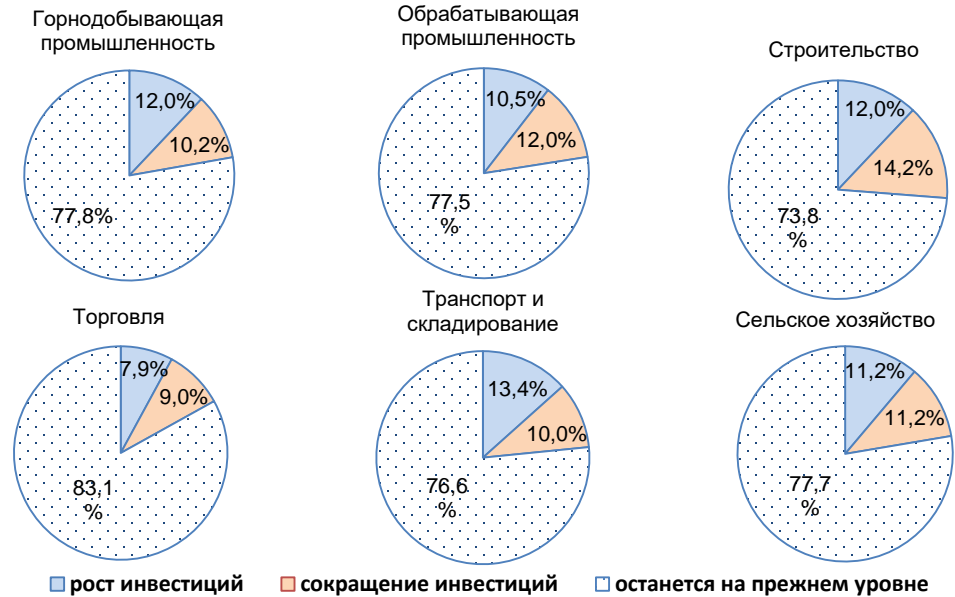 Горнодобывающая
промышленность
12,0%
10,2%
77,8%
Обрабатывающая
промышленность
10,5%
12,0%
77,5
%
Строительство
12,0%
14,2%
73,8
%
Торговля
7,9%
9,0%
83,1
%
Транспорт и
складирование
13,4%
10,0%
76,6
%
Сельское хозяйство
11,2%
11,2%
77,7
%
рост инвестиций
сокращение инвестиций
останется на прежнем уровне